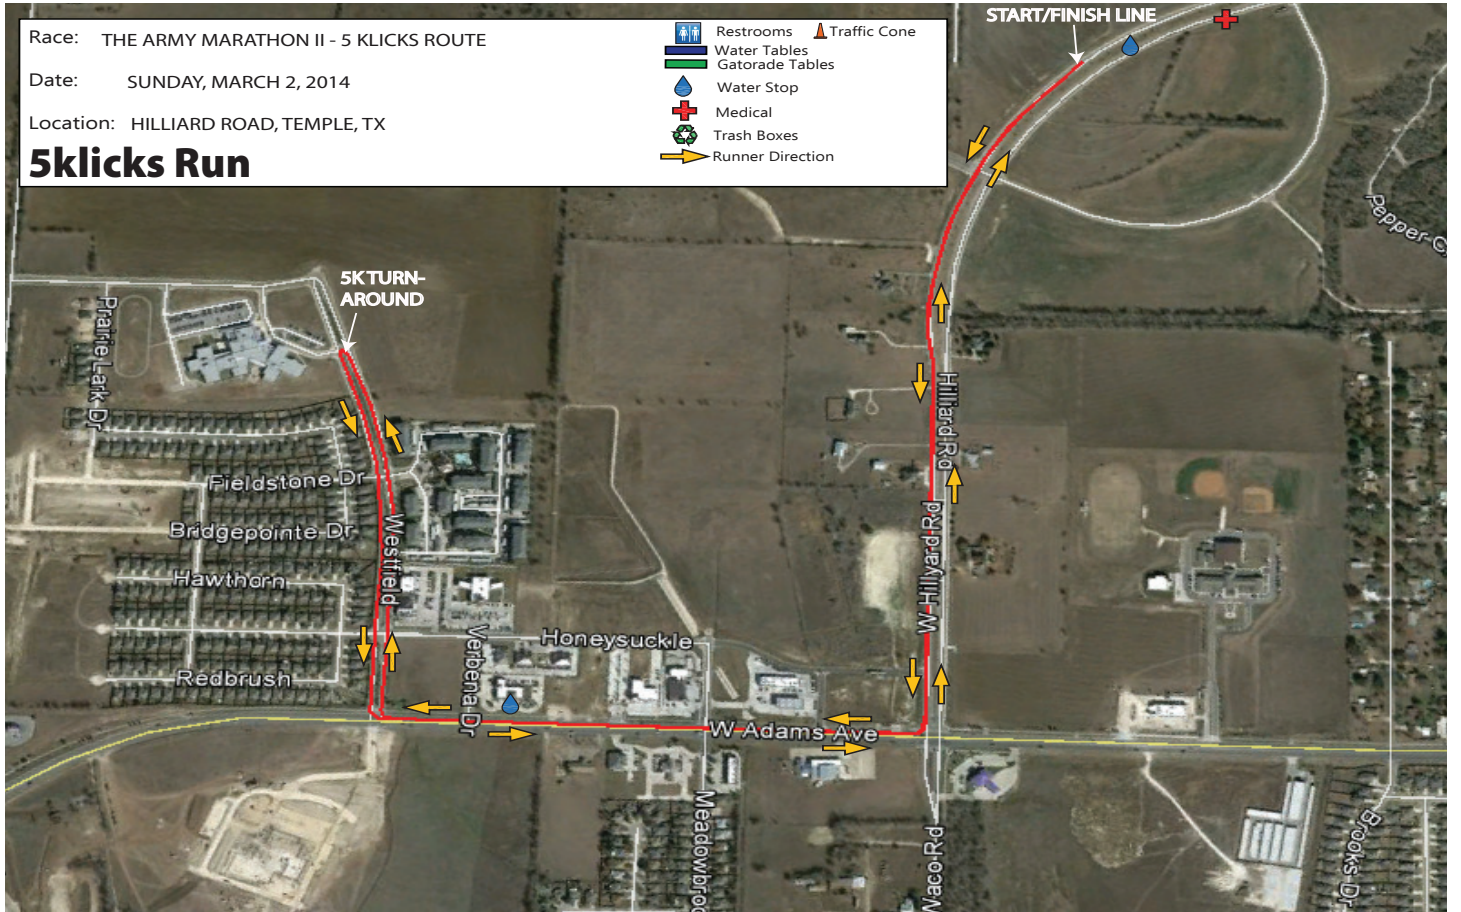 Race: THE ARMY MARATHON II - 5 KLICKS ROUTE
Date: SUNDAY, MARCH 2, 2014
Location: HILLIARD ROAD, TEMPLE, TX
5klicks Run
Restrooms
Traffic Cone
Water Tables
Gatorade Tables
Water Stop
Medical
Trash Boxes
Runner Direction
START/FINISH LINE
Pepper C
5K TURN-
AROUND
Prairie Lark Dr
Hilliard Rd
Fieldstone Dr
Bridgepointe Dr
Westfield
W Hillyard Rd
Hawthorn
Honeysuckle
Verbena Dr
Redbrush
W Adams Ave
Meadowbroo
Waco Rd
Brooks Dr